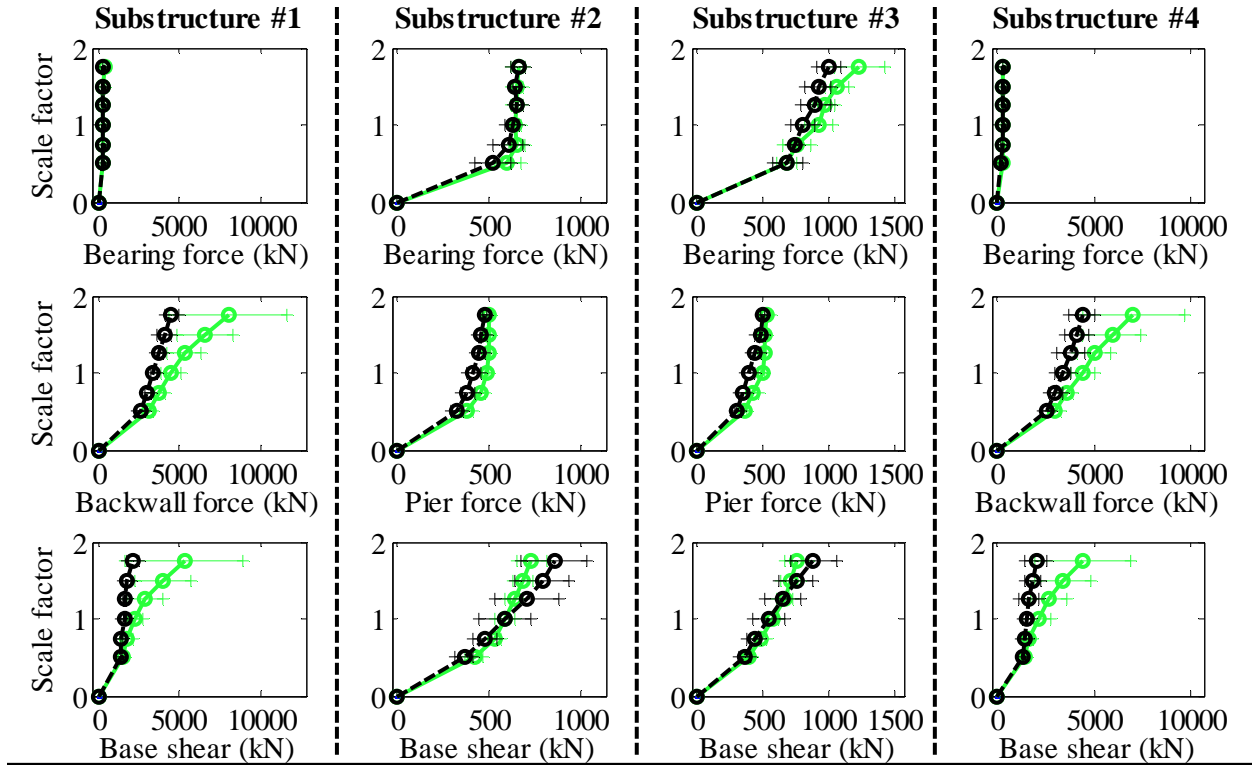 Substructure #1 Substructure #2 Substructure #3 Substructure #4
Scale factor
2 2 2 2
1 1 1 1
0 0 0 0
0 5000 10000 0 500 1000 0 500 1000 1500 0 5000 10000
Bearing force (kN) Bearing force (kN) Bearing force (kN) Bearing force (kN)
Scale factor
2 2 2 2
1 1 1 1
0 0 0 0
0 5000 10000 0 500 1000 0 500 1000 1500 0 5000 10000
Backwall force (kN) Pier force (kN) Pier force (kN) Backwall force (kN)
Scale factor
2 2 2 2
1 1 1 1
0 0 0 0
0 5000 10000 0 500 1000 0 500 1000 1500 0 5000 10000
Base shear (kN) Base shear (kN) Base shear (kN) Base shear (kN)